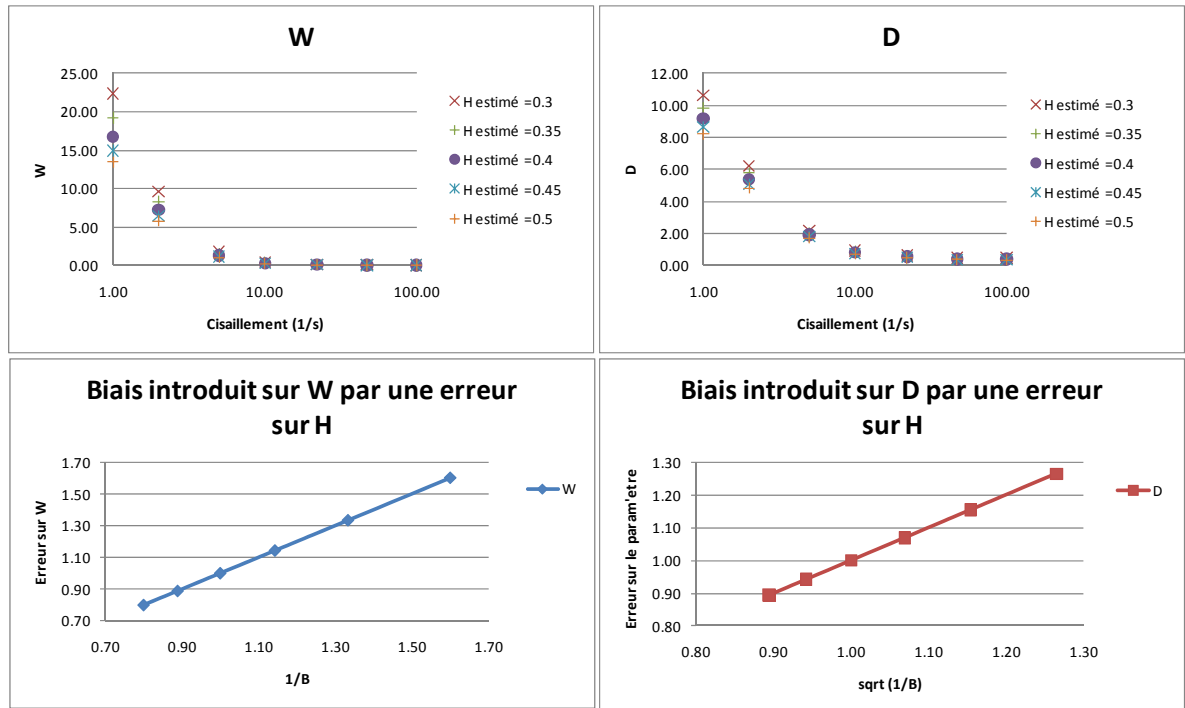 W
25.00
20.00
15.00
10.00
5.00
0.00
W
1.00
10.00
100.00
Cisaillement (1/s)
H estimé =0.3
H estimé =0.35
H estimé =0.4
H estimé =0.45
H estimé =0.5
D
12.00
10.00
8.00
6.00
4.00
2.00
0.00
D
1.00
10.00
100.00
Cisaillement (1/s)
H estimé =0.3
H estimé =0.35
H estimé =0.4
H estimé =0.45
H estimé =0.5
Biais introduit sur W par une erreur
sur H
1.70
1.50
1.30
1.10
0.90
0.70
Erreur sur W
0.70
0.90
1.10
1.30
1.50
1.70
1/B
W
Biais introduit sur D par une erreur
sur H
1.30
1.20
1.10
1.00
0.90
0.80
Erreur sur le param'etre
0.80
0.90
1.00
1.10
1.20
1.30
sqrt (1/B)
D